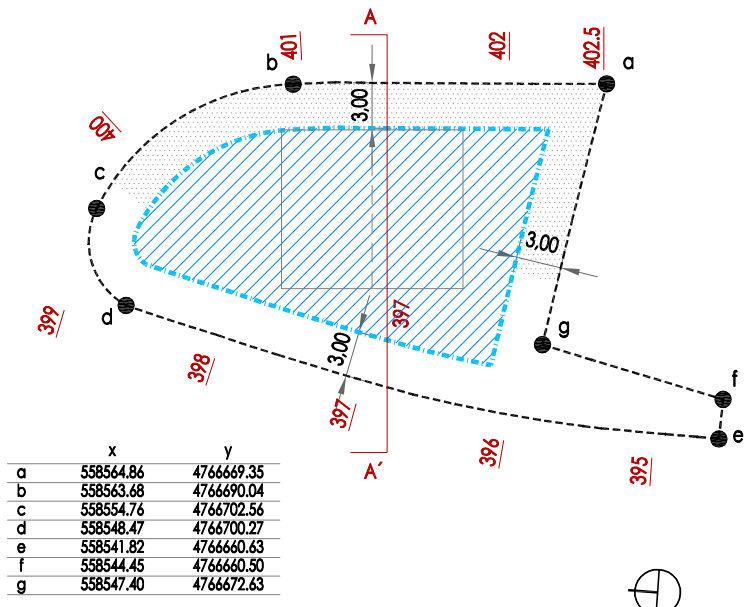 A
401
402
402.5
b
a
400
3,00
c
3,00
399
d
397
g
398
3,00
397
f
396
e
395
A´
x y
a 558564.86 4766669.35
b 558563.68 4766690.04
c 558554.76 4766702.56
d 558548.47 4766700.27
e 558541.82 4766660.63
f 558544.45 4766660.50
g 558547.40 4766672.63